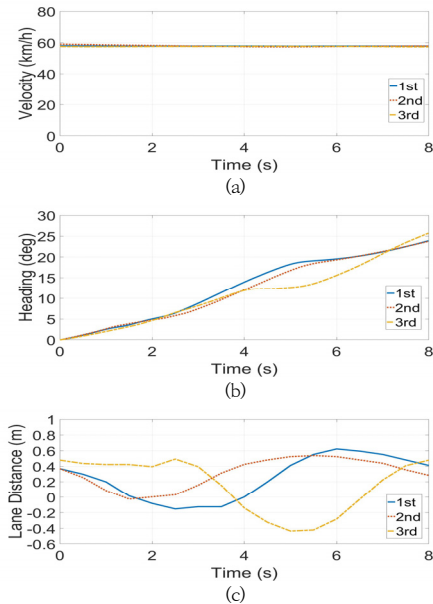 80
60
40
20
0
Velocity (km/h)
1st
2nd
3rd
0 2 4 6 8
Time (s)
(a)
30
25
20
15
10
5
0
Heading (deg)
1st
2nd
3rd
0 2 4 6 8
Time (s)
(b)
1
0.8
0.6
0.4
0.2
0
-0.2
-0.4
-0.6
Lane Distance (m)
1st
2nd
3rd
0 2 4 6 8
Time (s)
(c)